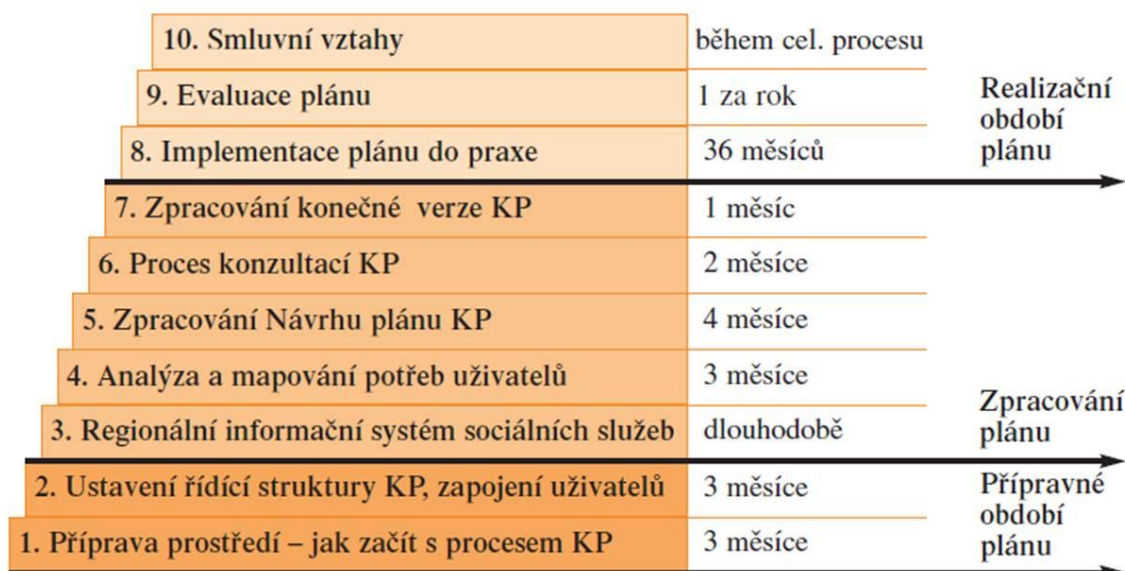 10. Smluvní vztahy během cel. procesu
9. Evaluace plánu 1 za rok
8. Implementace plánu do praxe 36 měsíců
Realizační
období
plánu
7. Zpracování konečné verze KP 1 měsíc
6. Proces konzultací KP 2 měsíce
5. Zpracování Návrhu plánu KP 4 měsíce
4. Analýza a mapování potřeb uživatelů 3 měsíce
3. Regionální informační systém sociálních služeb dlouhodobě
Zpracování
plánu
2. Ustavení řídící struktury KP, zapojení uživatelů 3 měsíce
1. Příprava prostředí – jak začít s procesem KP 3 měsíce
Přípravné
období
plánu